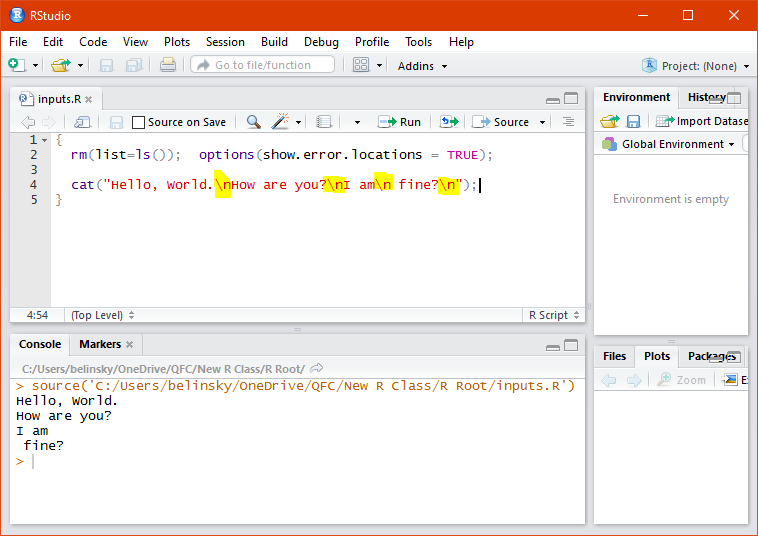 RStudio
File Edit Code View Plots Session Build Debug Profile Tools Help
Go to file/function Addins Project: (None)
inputs.R
Source on Save Run Source
1 {
2 rm(list=ls()); options(show.error.locations = TRUE);
3
4 cat("Hello, World.\nHow are you?\nI am\n fine?\n");
5 }
4:54 (Top Level) R Script
Console Markers
C:/Users/belinsky/OneDrive/QFC/New R Class/R Root/
> source('C:/Users/belinsky/OneDrive/QFC/New R Class/R Root/inputs.R')
Hello, World.
How are you?
I am
 fine?
>
Environment History
Import Datase
Global Environment
Environment is empty
Files Plots Packages
Zoom Ex